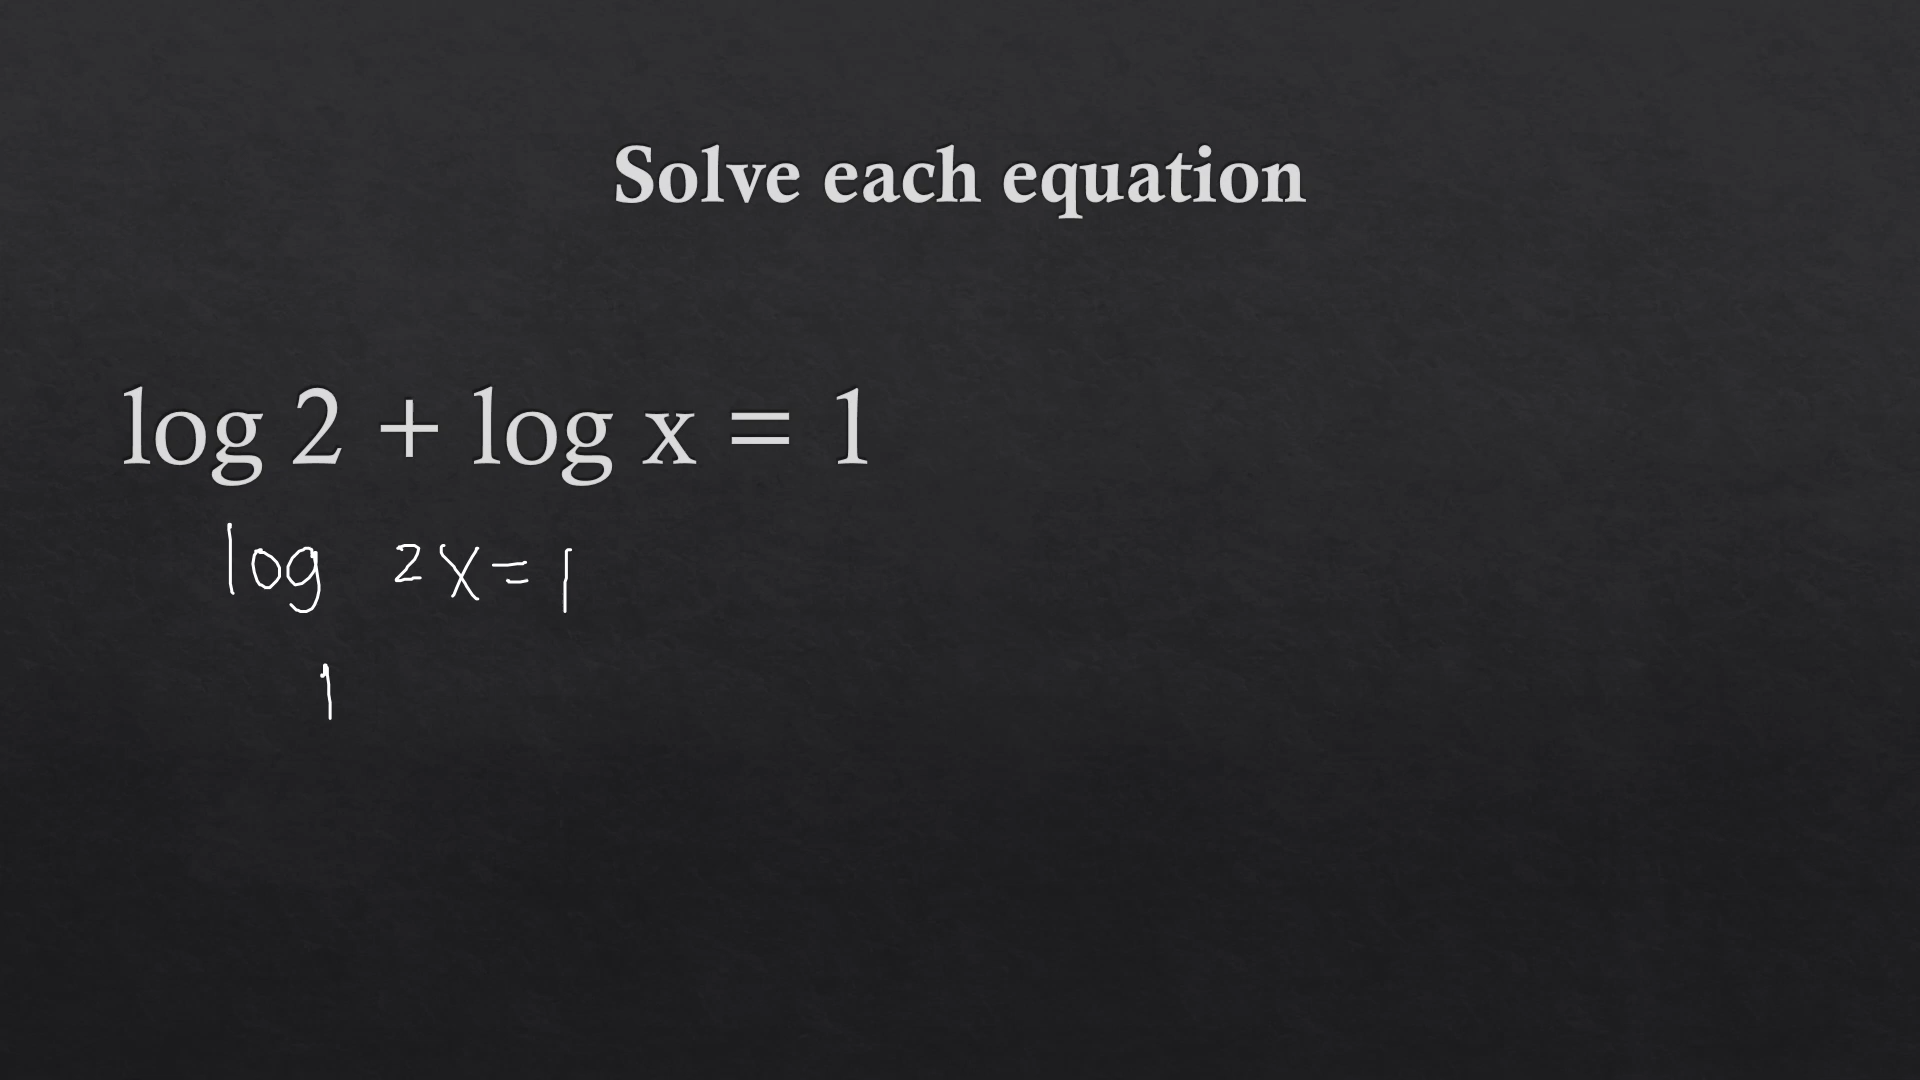 Solve each equation
log 2 + log x = 1
log 2x = 1
1